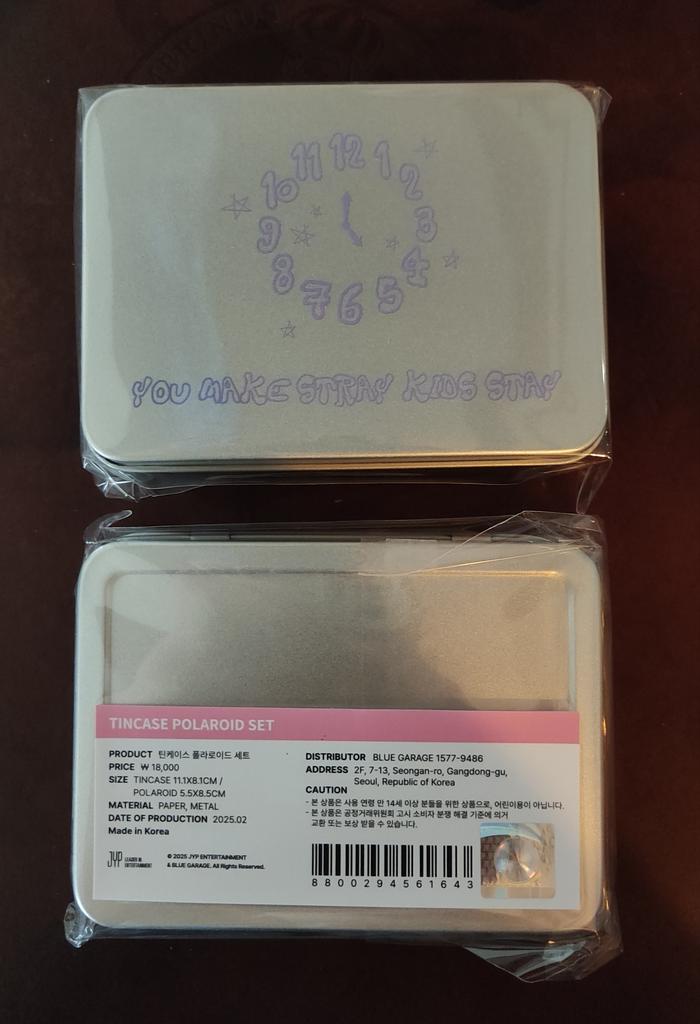 12
1
2
3
4
5
6
7
8
9
10
11
YOU MAKE STRAY KIDS STAY
TINCASE POLAROID SET
PRODUCT 틴케이스 폴라로이드 세트
PRICE ₩ 18,000
SIZE TINCASE 11.1X8.1CM /
POLAROID 5.5X8.5CM
MATERIAL PAPER, METAL
DATE OF PRODUCTION 2025.02
Made in Korea
JYP LEADER IN
ENTERTAINMENT
© 2025 JYP ENTERTAINMENT
& BLUE GARAGE. All Rights Reserved.
DISTRIBUTOR BLUE GARAGE 1577-9486
ADDRESS 2F, 7-13, Seongan-ro, Gangdong-gu,
Seoul, Republic of Korea
CAUTION
- 본 상품은 사용 연령 만 14세 이상 분들을 위한 상품으로, 어린이용이 아닙니다.
- 본 상품은 공정거래위원회 고시 소비자 분쟁 해결 기준에 의거
교환 또는 보상 받을 수 있습니다.
8800294561643